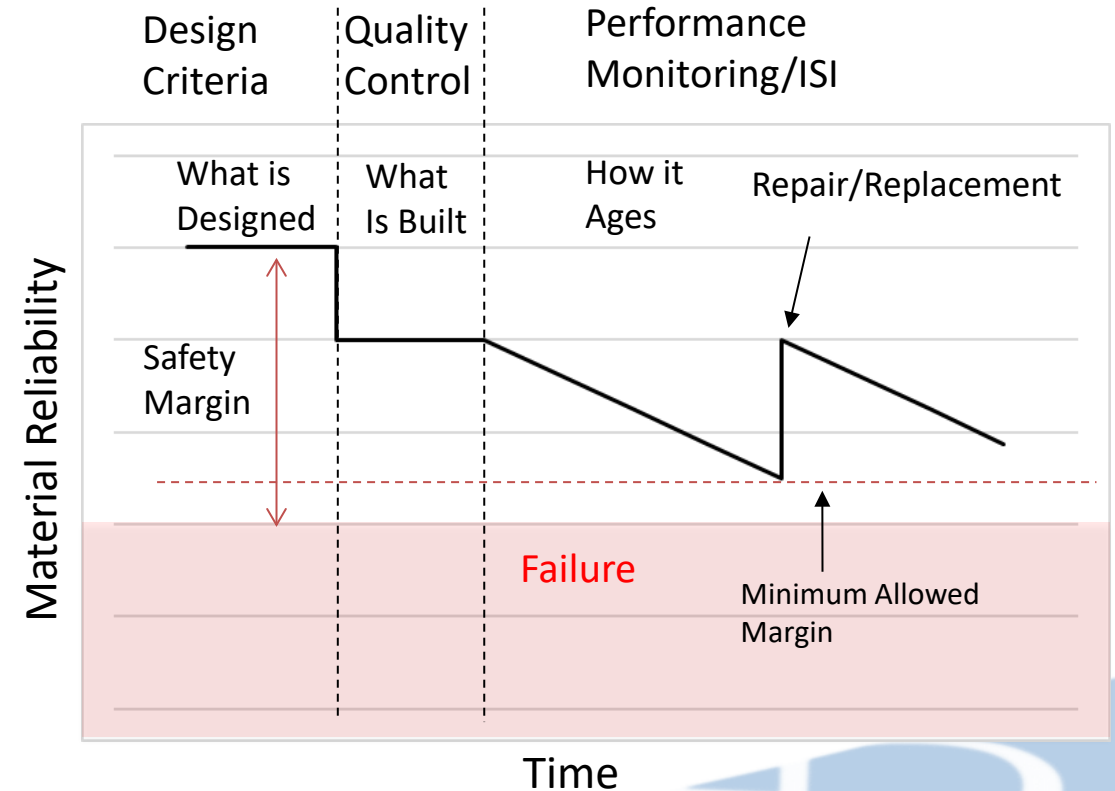 Design
Criteria
Quality
Control
Performance
Monitoring/ISI
What is
Designed
What
Is Built
How it
Ages
Repair/Replacement
Safety
Margin
Material Reliability
Failure
Minimum Allowed
Margin
Time